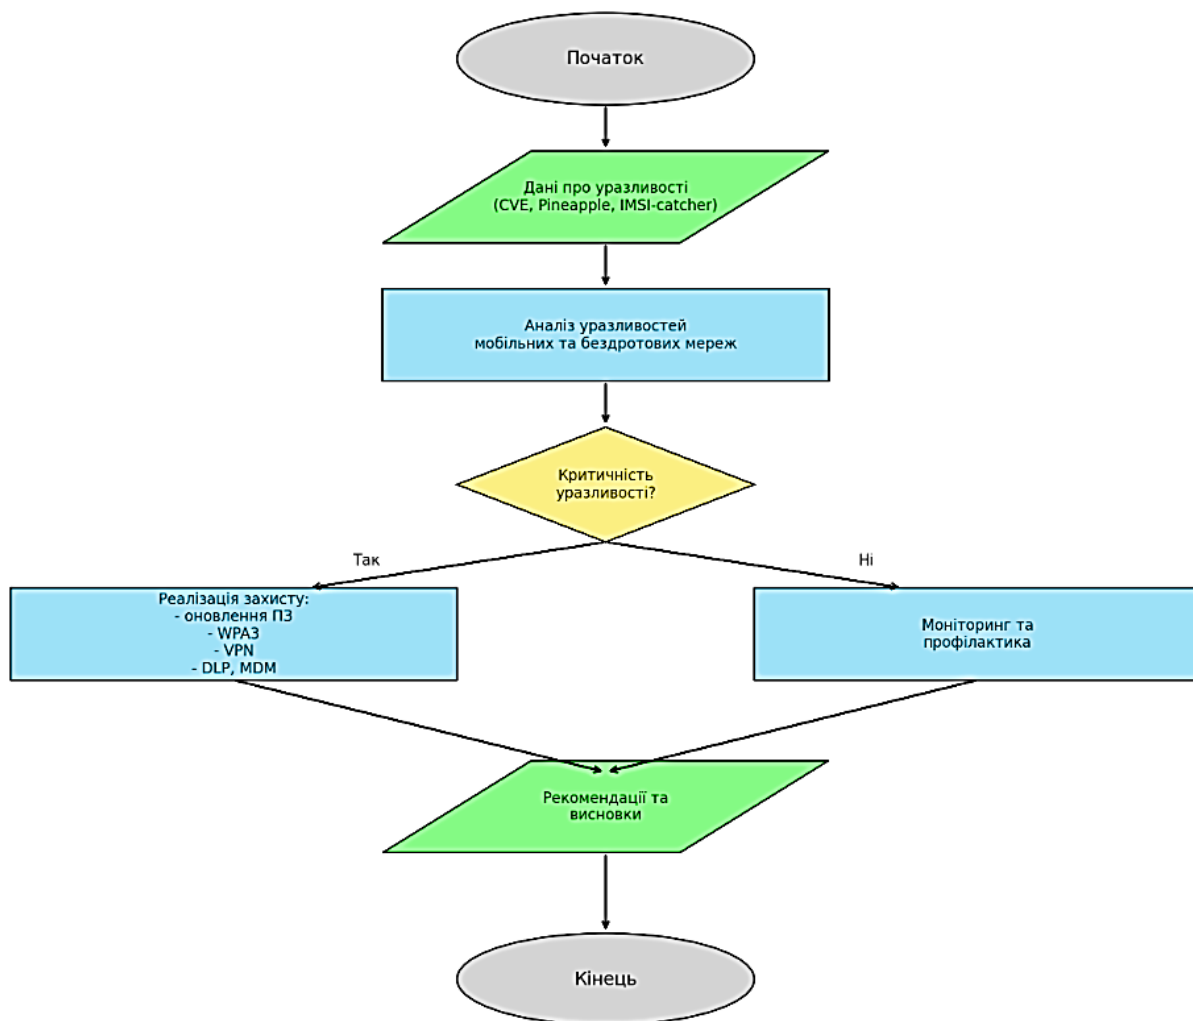 Початок
Дані про уразливості
(CVE, Pineapple, IMSI-catcher)
Аналіз уразливостей
мобільних та бездротових мереж
Критичність
уразливості?
Так
Ні
Реалізація захисту:
- оновлення ПЗ
- WPA3
- VPN
- DLP, MDM
Моніторинг та
профілактика
Рекомендації та
висновки
Кінець